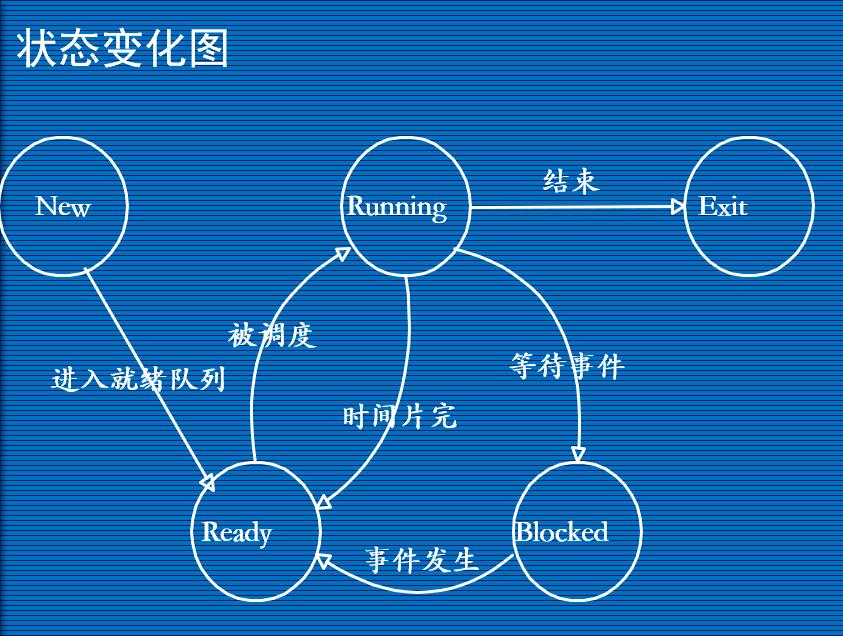 状态变化图
New
Running
结束
Exit
被调度
进入就绪队列
等待事件
时间片完
Ready
Blocked
事件发生